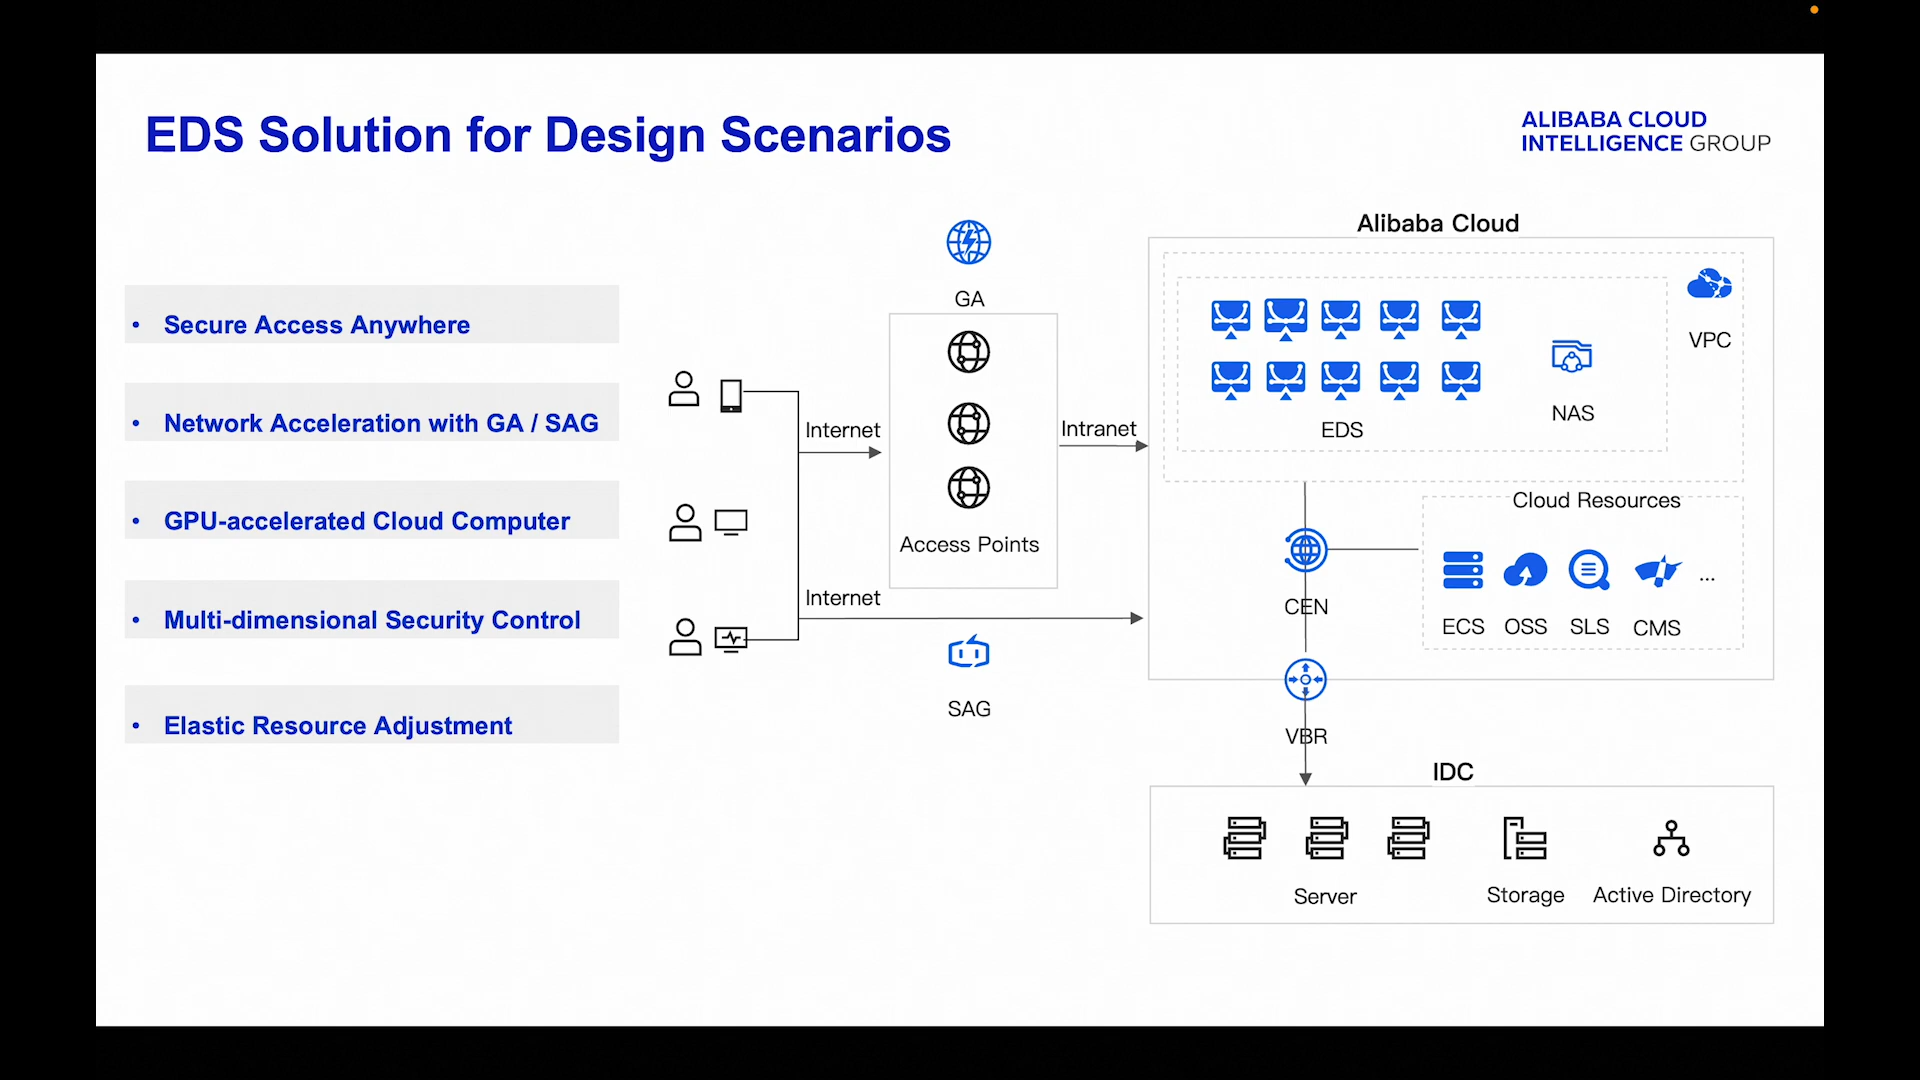 EDS Solution for Design Scenarios
ALIBABA CLOUD
INTELLIGENCE GROUP
• Secure Access Anywhere
• Network Acceleration with GA / SAG
• GPU-accelerated Cloud Computer
• Multi-dimensional Security Control
• Elastic Resource Adjustment
Internet
Internet
GA
Access Points
SAG
Intranet
Alibaba Cloud
VPC
EDS
NAS
CEN
Cloud Resources
ECS OSS SLS CMS ...
VBR
IDC
Server
Storage
Active Directory